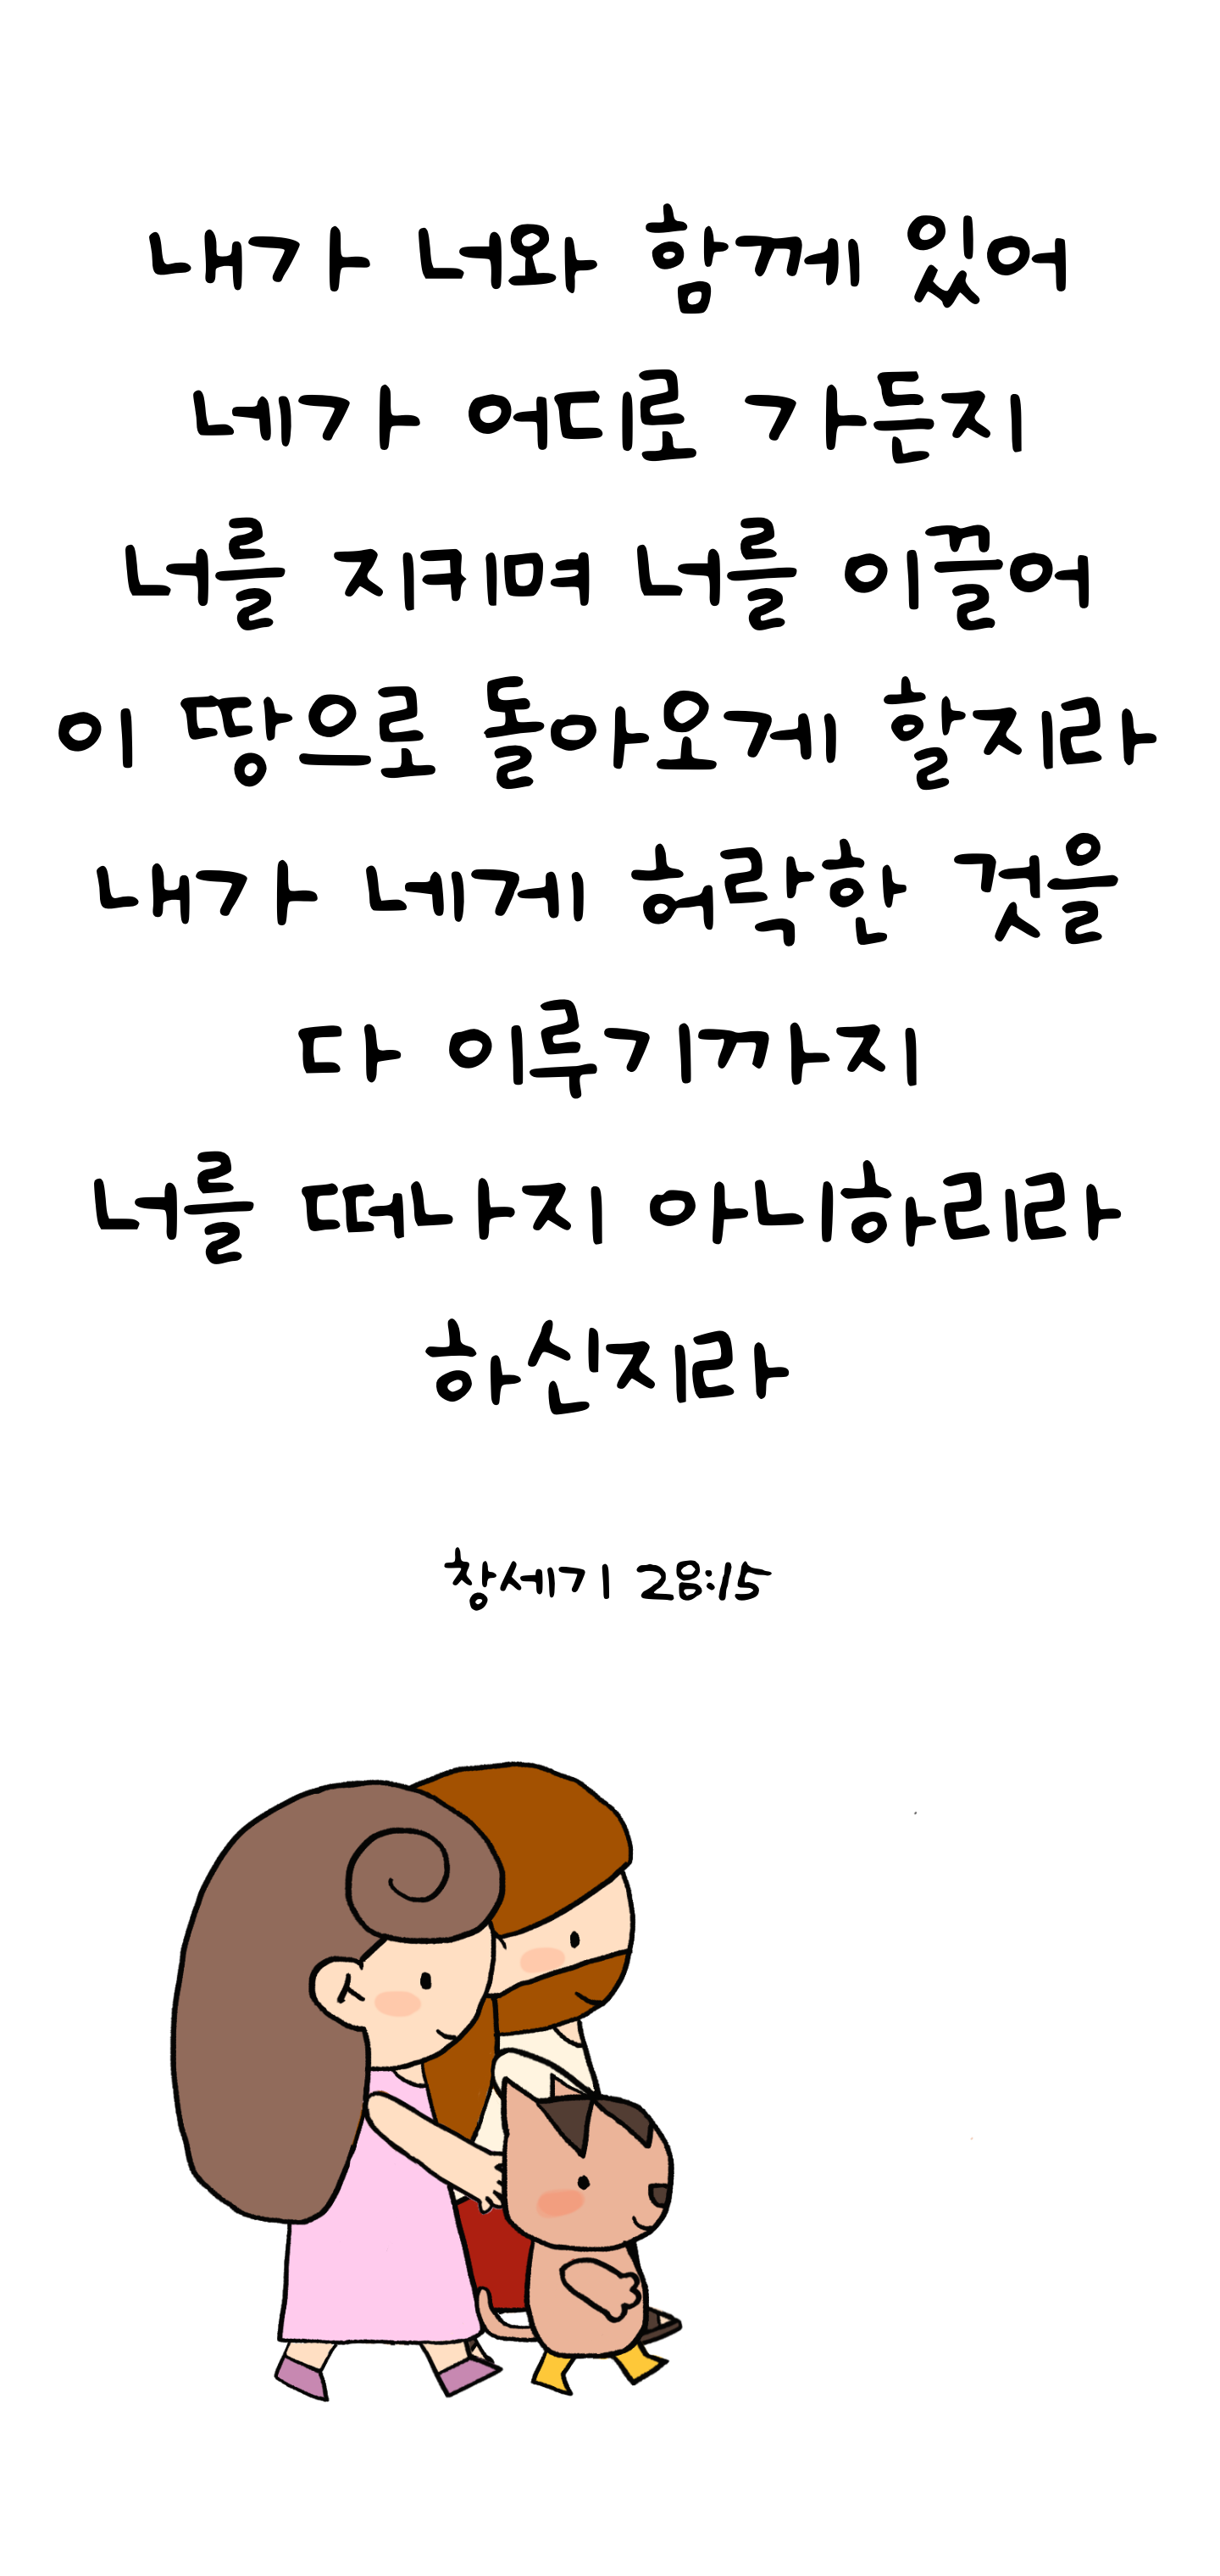 내가 너와 함께 있어
네가 어디로 가든지
너를 지키며 너를 이끌어
이 땅으로 돌아오게 할지라
내가 네게 허락한 것을
다 이루기까지
너를 떠나지 아니하리라
하신지라
창세기 28:15